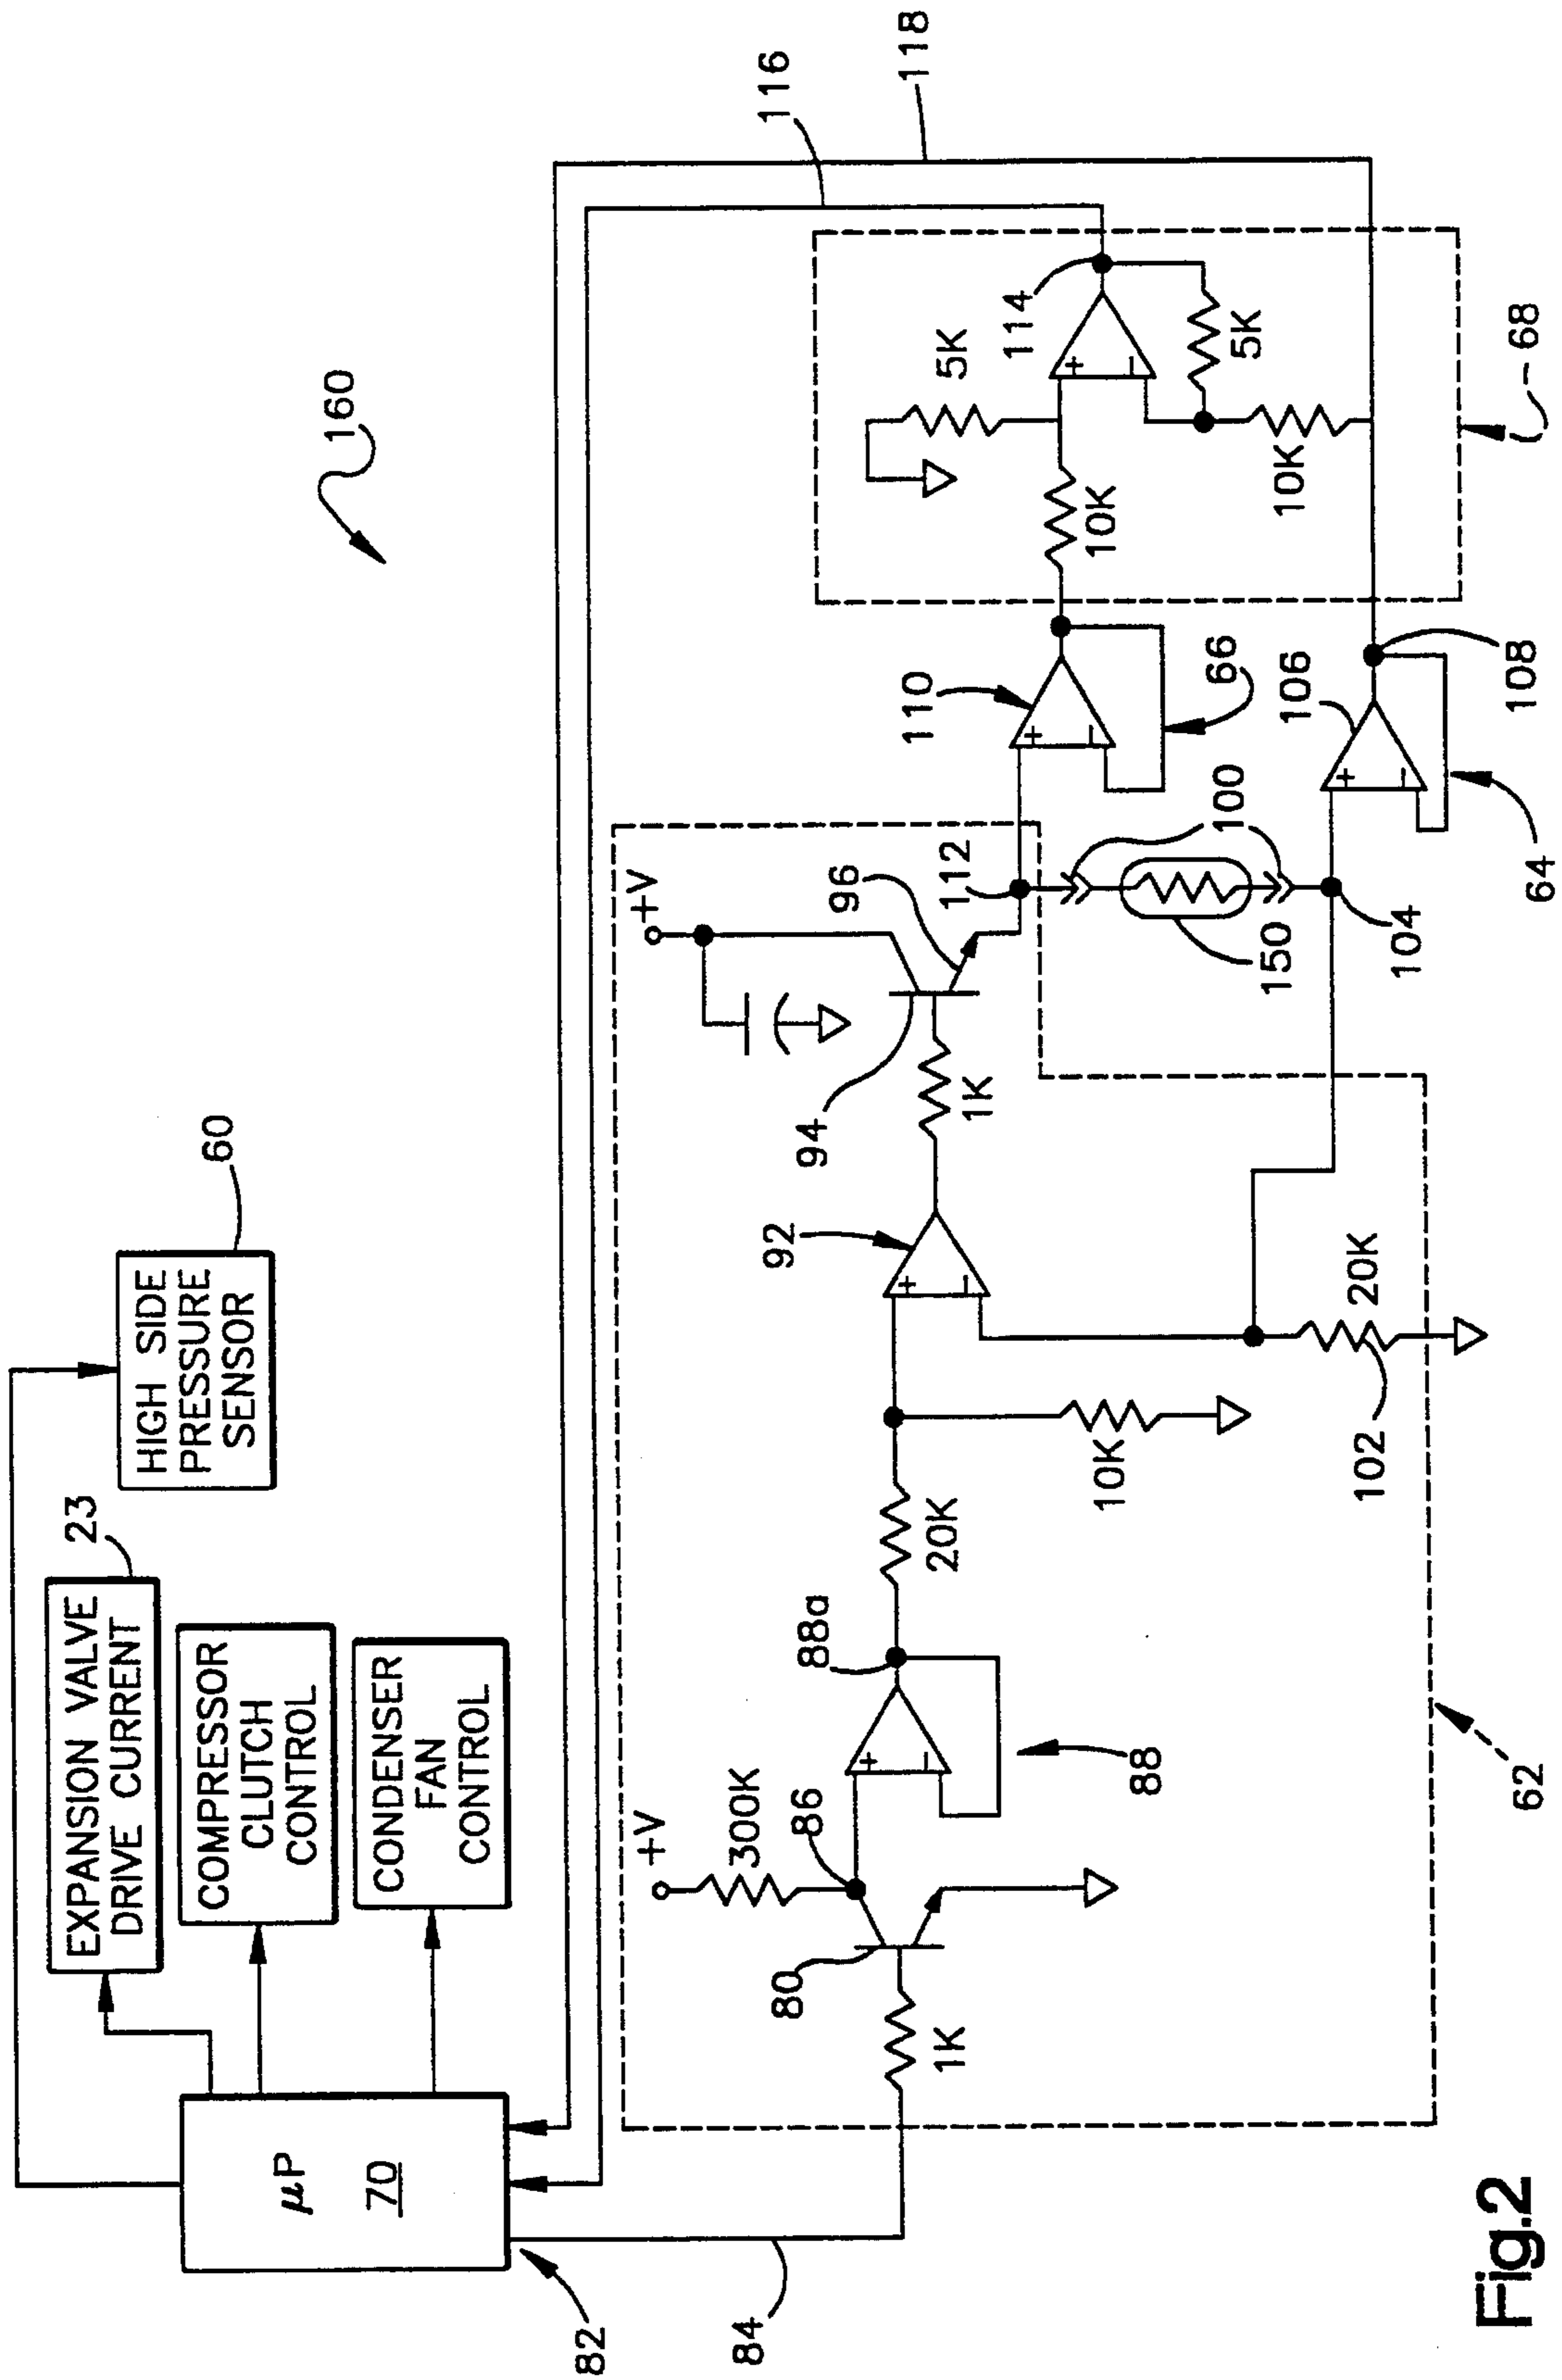 160
60
HIGH SIDE
PRESSURE
SENSOR
23
EXPANSION VALVE
DRIVE CURRENT
COMPRESSOR
CLUTCH
CONTROL
CONDENSER
FAN
CONTROL
µP
70
82
84
116
118
+V
300K
86
80
1K
88a
88
20K
10K
92
94
1K
+V
96
112
100
150
104
102
20K
62
110
66
106
108
64
10K
5K
114
5K
10K
68
+
−
+
−
+
−
+
−
+
−
Fig.2